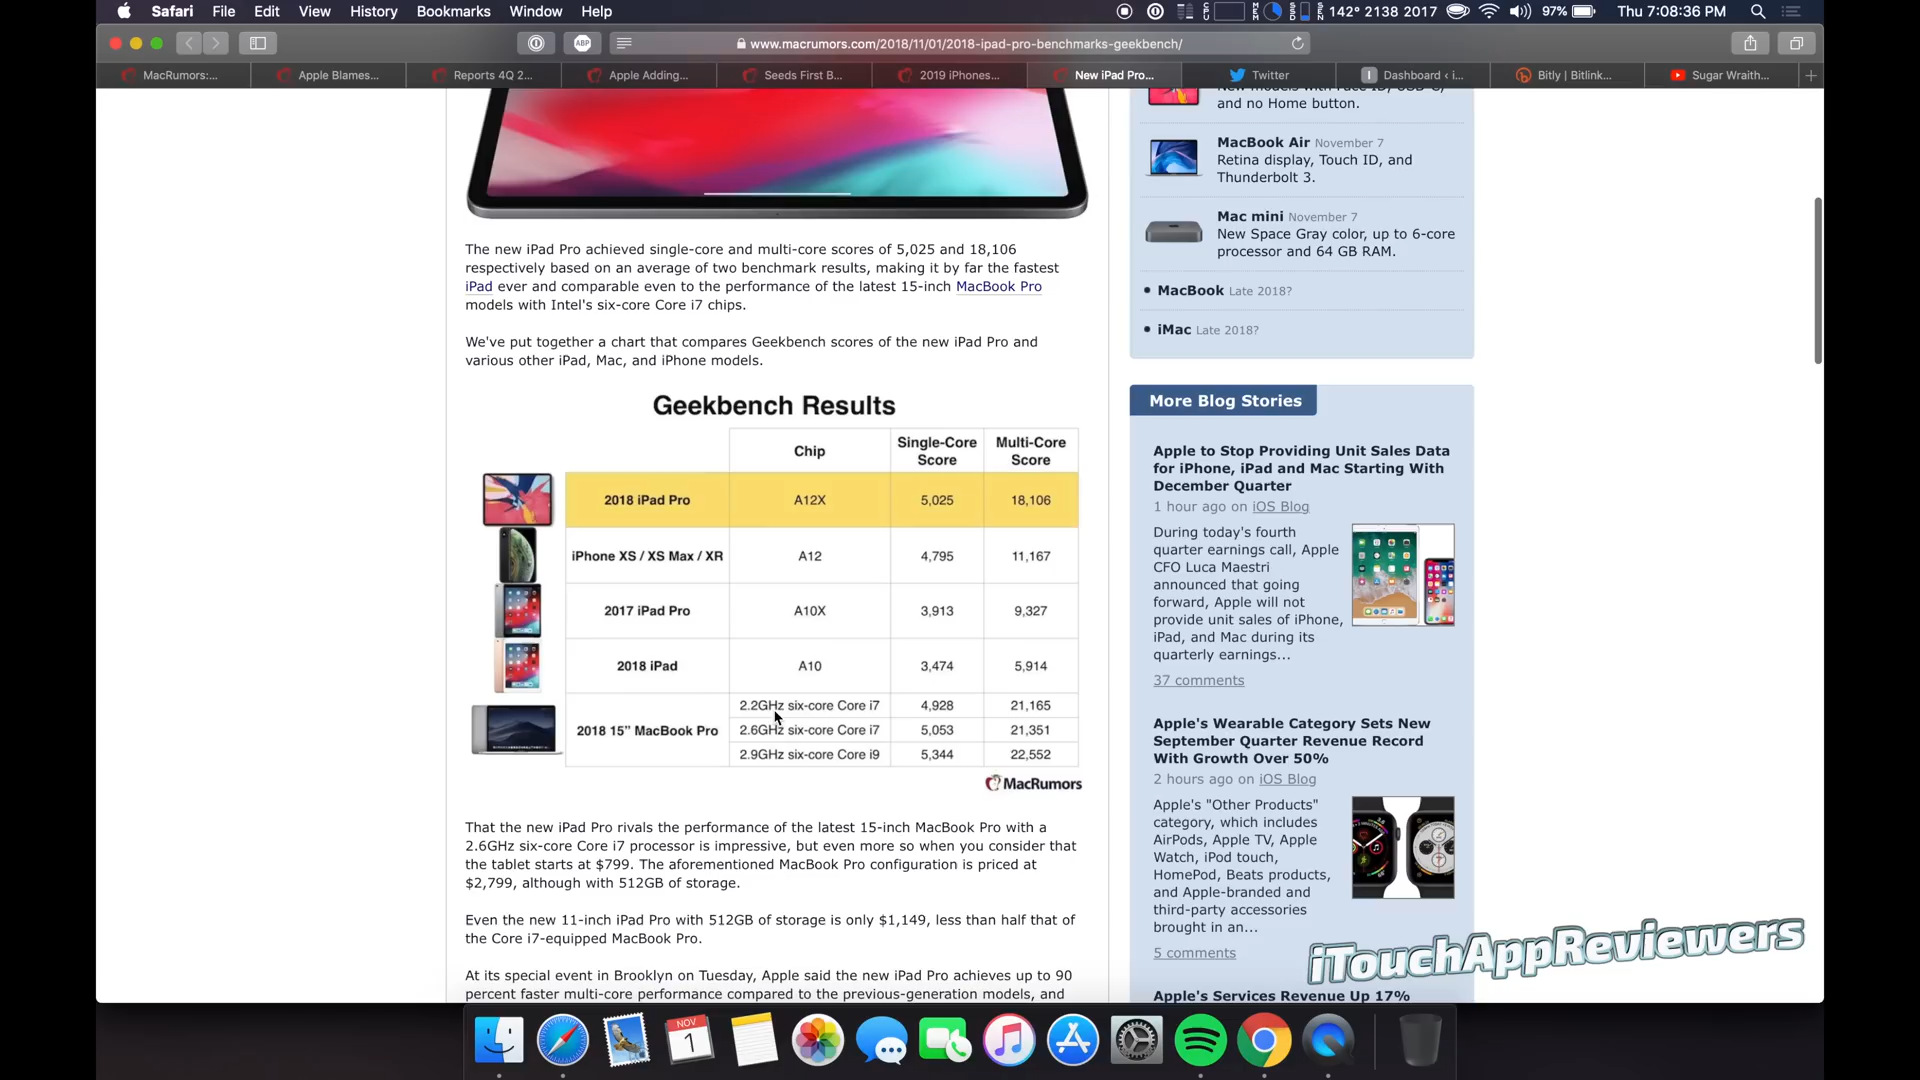 Safari File Edit View History Bookmarks Window Help
142° 2138 2017 97% Thu 7:08:36 PM
www.macrumors.com/2018/11/01/2018-ipad-pro-benchmarks-geekbench/
MacRumors:... Apple Blames... Reports 4Q 2... Apple Adding... Seeds First B... 2019 iPhones... New iPad Pro... Twitter Dashboard ‹ i... Bitly | Bitlink... Sugar Wraith...
The new iPad Pro achieved single-core and multi-core scores of 5,025 and 18,106
respectively based on an average of two benchmark results, making it by far the fastest
iPad ever and comparable even to the performance of the latest 15-inch MacBook Pro
models with Intel's six-core Core i7 chips.
We've put together a chart that compares Geekbench scores of the new iPad Pro and
various other iPad, Mac, and iPhone models.
Geekbench Results
Chip Single-Core Score Multi-Core Score
2018 iPad Pro A12X 5,025 18,106
iPhone XS / XS Max / XR A12 4,795 11,167
2017 iPad Pro A10X 3,913 9,327
2018 iPad A10 3,474 5,914
2018 15" MacBook Pro
2.2GHz six-core Core i7 4,928 21,165
2.6GHz six-core Core i7 5,053 21,351
2.9GHz six-core Core i9 5,344 22,552
MacRumors
That the new iPad Pro rivals the performance of the latest 15-inch MacBook Pro with a
2.6GHz six-core Core i7 processor is impressive, but even more so when you consider that
the tablet starts at $799. The aforementioned MacBook Pro configuration is priced at
$2,799, although with 512GB of storage.
Even the new 11-inch iPad Pro with 512GB of storage is only $1,149, less than half that of
the Core i7-equipped MacBook Pro.
At its special event in Brooklyn on Tuesday, Apple said the new iPad Pro achieves up to 90
percent faster multi-core performance compared to the previous-generation models, and
New models with Face ID, USB-C,
and no Home button.
MacBook Air November 7
Retina display, Touch ID, and
Thunderbolt 3.
Mac mini November 7
New Space Gray color, up to 6-core
processor and 64 GB RAM.
MacBook Late 2018?
iMac Late 2018?
More Blog Stories
Apple to Stop Providing Unit Sales Data
for iPhone, iPad and Mac Starting With
December Quarter
1 hour ago on iOS Blog
During today's fourth
quarter earnings call, Apple
CFO Luca Maestri
announced that going
forward, Apple will not
provide unit sales of iPhone,
iPad, and Mac during its
quarterly earnings...
37 comments
Apple's Wearable Category Sets New
September Quarter Revenue Record
With Growth Over 50%
2 hours ago on iOS Blog
Apple's "Other Products"
category, which includes
AirPods, Apple TV, Apple
Watch, iPod touch,
HomePod, Beats products,
and Apple-branded and
third-party accessories
brought in an...
5 comments
Apple's Services Revenue Up 17%
iTouchAppReviewers
NOV
1